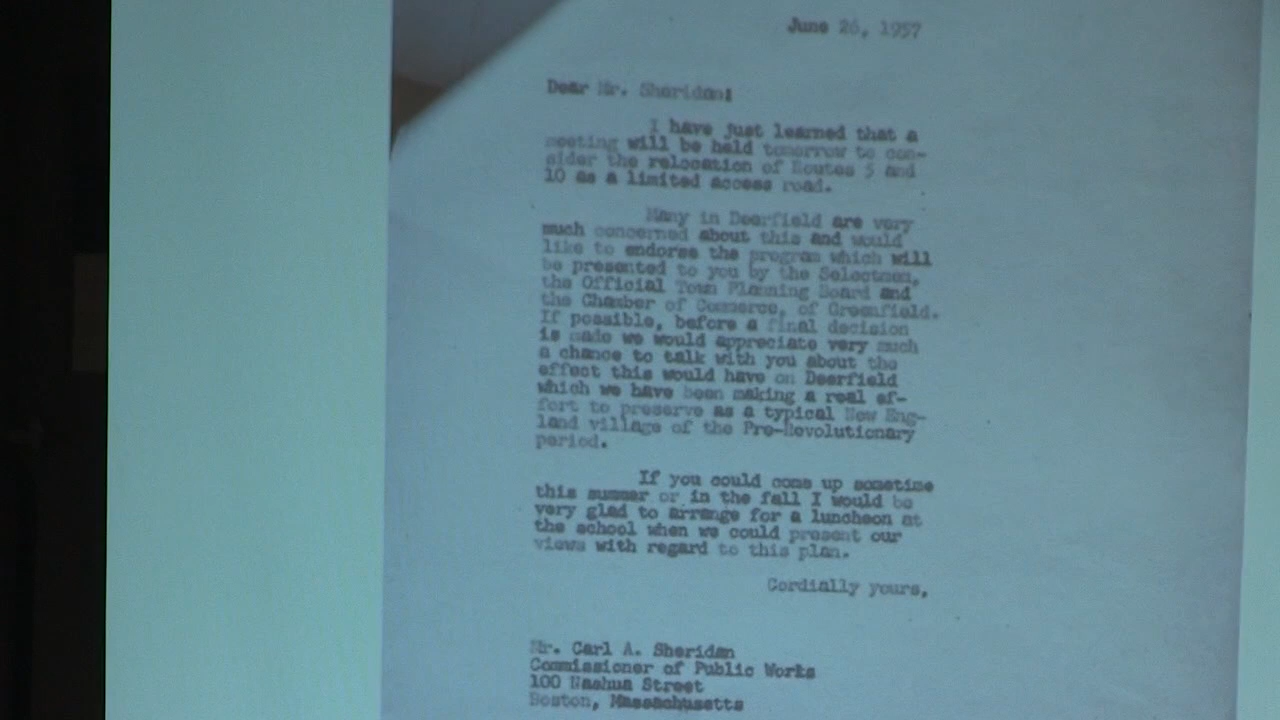 June 26, 1957
Dear Mr. Sheridan:
I have just learned that a
meeting will be held tomorrow to con-
sider the relocation of Routes 5 and
10 as a limited access road.
Many in Deerfield are very
much concerned about this and would
like to endorse the program which will
be presented to you by the Selectmen,
the Official Town Planning Board and
the Chamber of Commerce, of Greenfield.
If possible, before a final decision
is made we would appreciate very much
a chance to talk with you about the
effect this would have on Deerfield
which we have been making a real ef-
fort to preserve as a typical New Eng-
land village of the Pre-Revolutionary
period.
If you could come up sometime
this summer or in the fall I would be
very glad to arrange for a luncheon at
the school when we could present our
views with regard to this plan.
Cordially yours,
Mr. Carl A. Sheridan
Commissioner of Public Works
100 Nashua Street
Boston, Massachusetts